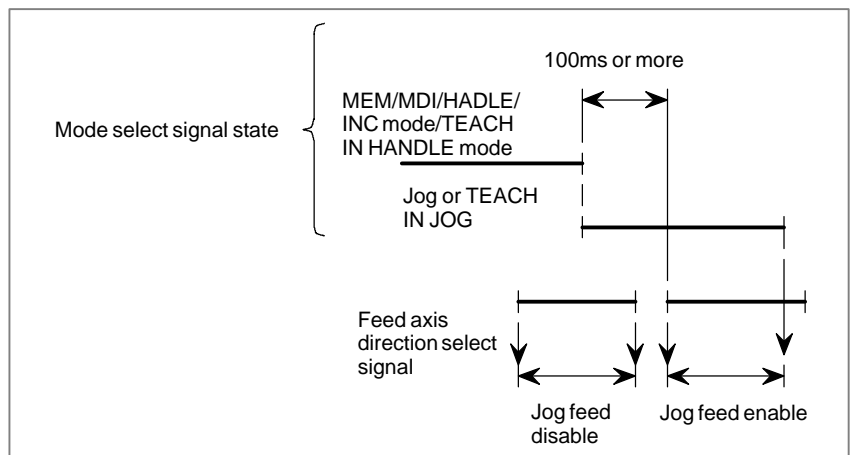 100ms or more
MEM/MDI/HADLE/
INC mode/TEACH
IN HANDLE mode
Mode select signal state
Jog or TEACH
IN JOG
Feed axis
direction select
signal
Jog feed
disable
Jog feed enable